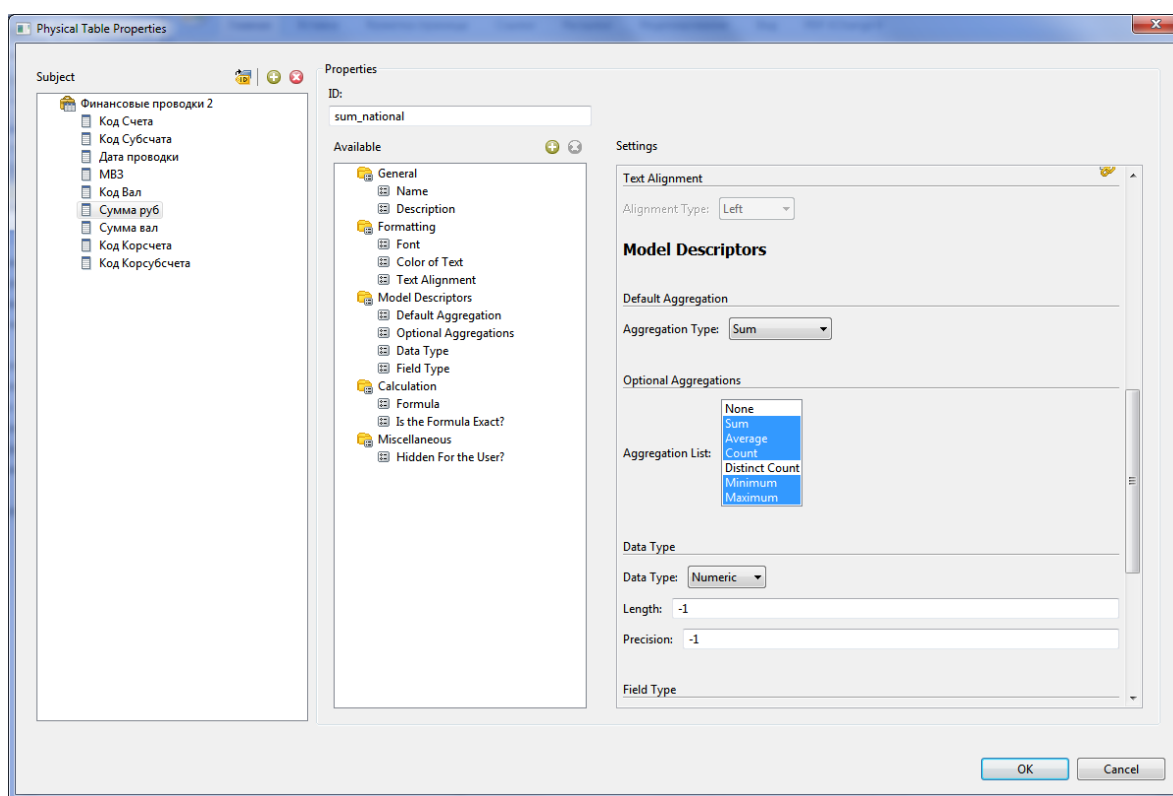 Physical Table Properties
Subject
Финансовые проводки 2
Код Счета
Код Субсчата
Дата проводки
МВЗ
Код Вал
Сумма руб
Сумма вал
Код Корсчета
Код Корсубсчета
Properties
ID:
sum_national
Available
General
Name
Description
Formatting
Font
Color of Text
Text Alignment
Model Descriptors
Default Aggregation
Optional Aggregations
Data Type
Field Type
Calculation
Formula
Is the Formula Exact?
Miscellaneous
Hidden For the User?
Settings
Text Alignment
Alignment Type: Left
Model Descriptors
Default Aggregation
Aggregation Type: Sum
Optional Aggregations
Aggregation List:
None
Sum
Average
Count
Distinct Count
Minimum
Maximum
Data Type
Data Type: Numeric
Length: -1
Precision: -1
Field Type
OK Cancel